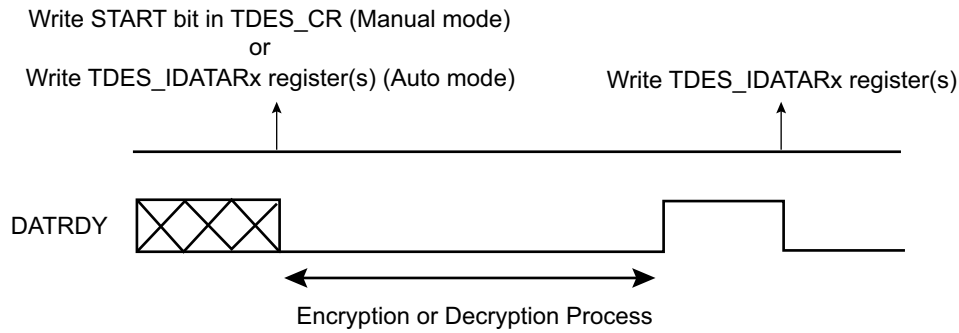 Write START bit in TDES_CR (Manual mode)
or
Write TDES_IDATARx register(s) (Auto mode)
Write TDES_IDATARx register(s)
DATRDY
Encryption or Decryption Process